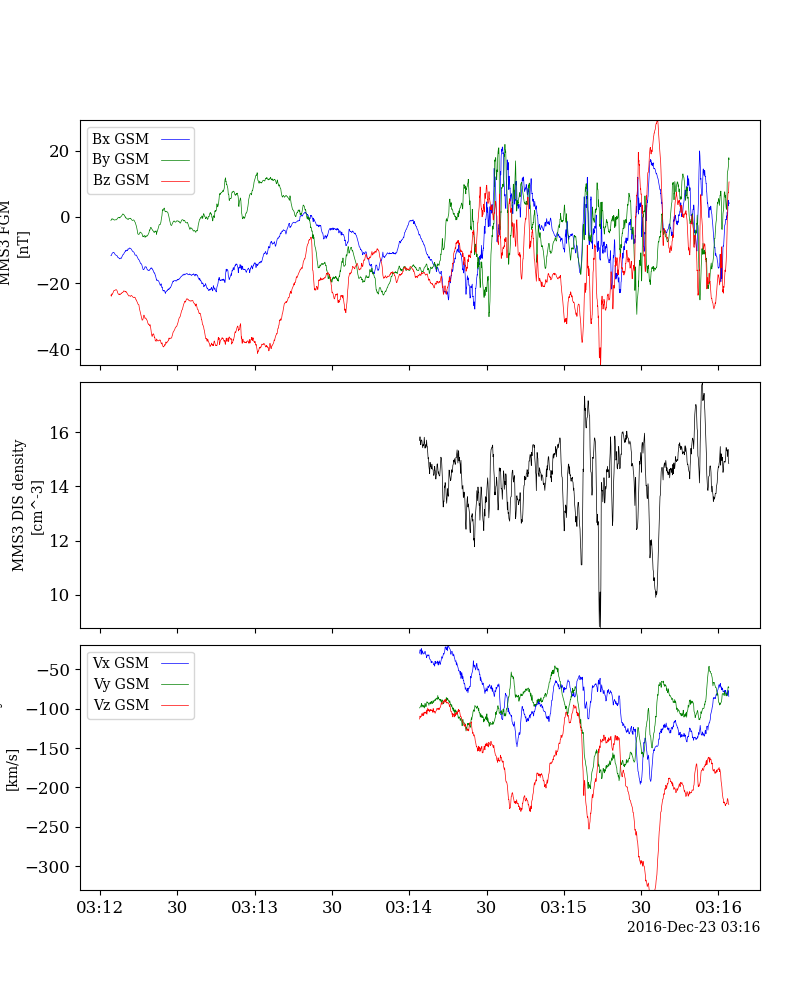 Bx GSM
By GSM
Bz GSM
20
0
−20
−40
MMS3 FGM
[nT]
16
14
12
10
MMS3 DIS density
[cm^-3]
Vx GSM
Vy GSM
Vz GSM
−50
−100
−150
−200
−250
−300
[km/s]
03:12 30 03:13 30 03:14 30 03:15 30 03:16
2016-Dec-23 03:16